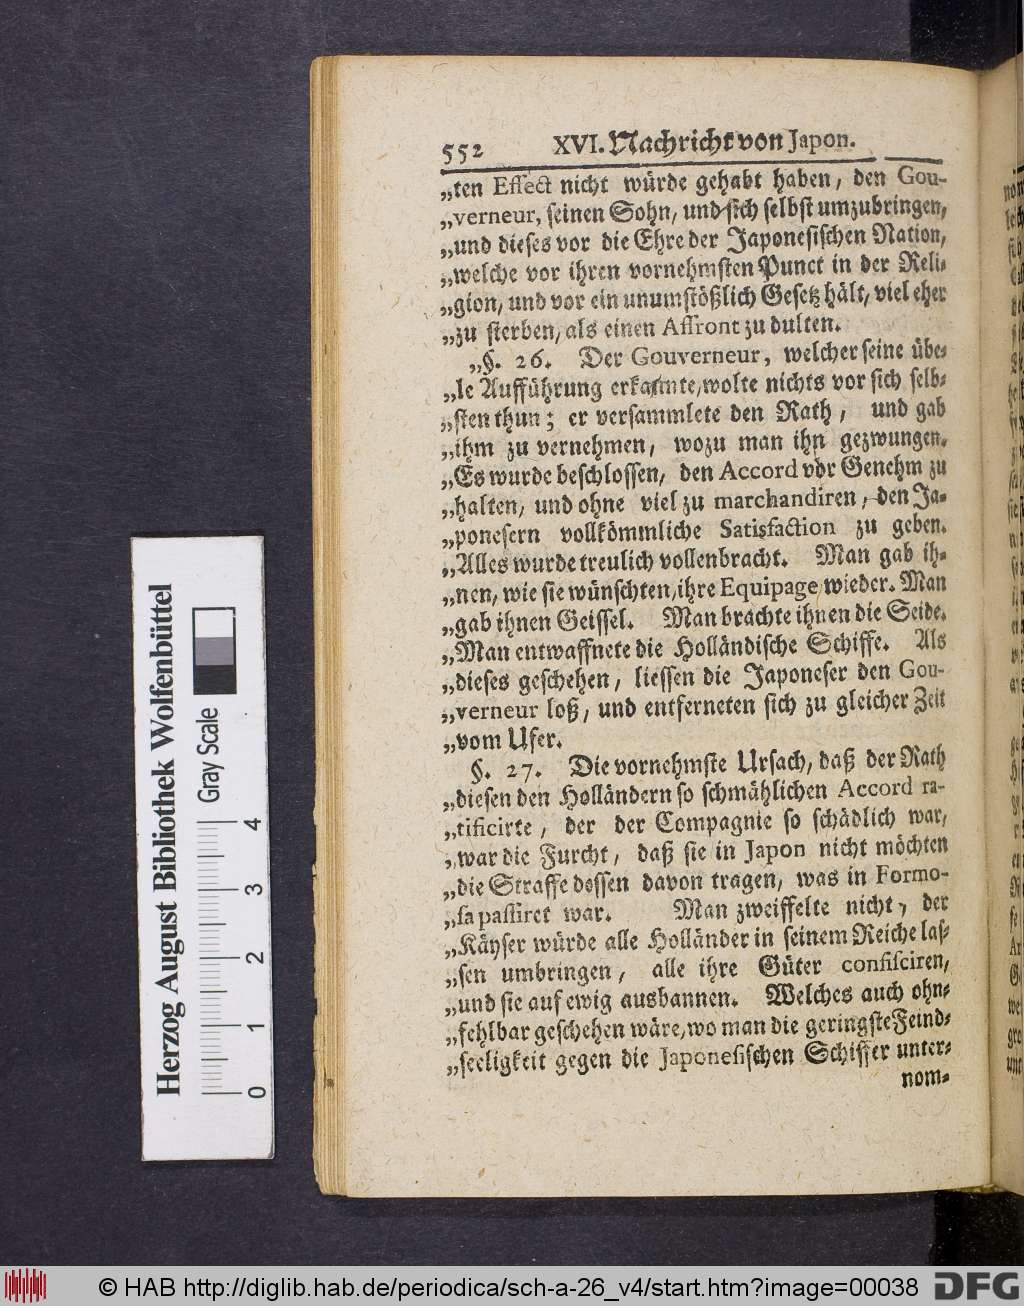 552 XVI. Nachricht von Japon.
„ten Effect nicht würde gehabt haben, den Gou-
„verneur, seinen Sohn, und sich selbst umzubringen,
„und dieses vor die Ehre der Japonesischen Nation,
„welche vor ihren vornehmsten Punct in der Reli-
„gion, und vor ein unumstößlich Gesetz hält, viel eher
„zu sterben, als einen Affront zu dulten.
„§. 26. Der Gouverneur, welcher seine übe-
„le Aufführung erkannte, wolte nichts vor sich selb-
„sten thun; er versammlete den Rath, und gab
„ihm zu vernehmen, wozu man ihn gezwungen.
„Es wurde beschlossen, den Accord vor Genehm zu
„halten, und ohne viel zu marchandiren, den Ja-
„ponesern vollkömmliche Satisfaction zu geben.
„Alles wurde treulich vollenbracht. Man gab ih-
„nen, wie sie wünschten, ihre Equipage wieder. Man
„gab ihnen Geissel. Man brachte ihnen die Seide.
„Man entwaffnete die Holländische Schiffe. Als
„dieses geschehen, liessen die Japoneser den Gou-
„verneur loß, und entferneten sich zu gleicher Zeit
„vom Ufer.
§. 27. Die vornehmste Ursach, daß der Rath
„diesen den Holländern so schmählichen Accord ra-
„tificirte, der der Compagnie so schädlich war,
„war die Furcht, daß sie in Japon nicht möchten
„die Straffe dessen davon tragen, was in Formo-
„sa passiret war. Man zweiffelte nicht, der
„Käyser würde alle Holländer in seinem Reiche las-
„sen umbringen, alle ihre Güter confisciren,
„und sie auf ewig ausbannen. Welches auch ohn-
„fehlbar geschehen wäre, wo man die geringste Feind-
„seeligkeit gegen die Japonesischen Schiffer unter-
nom-
Herzog August Bibliothek Wolfenbüttel
Gray Scale
0 1 2 3 4
© HAB http://diglib.hab.de/periodica/sch-a-26_v4/start.htm?image=00038
DFG